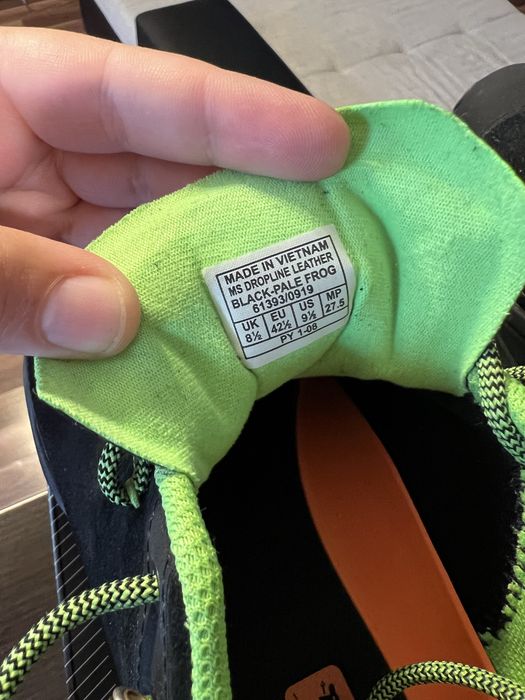 MADE IN VIETNAM
MS DROPLINE LEATHER
BLACK-PALE FROG
61393/0919
UK EU US MP
8½ 42½ 9½ 27.5
PY 1-08